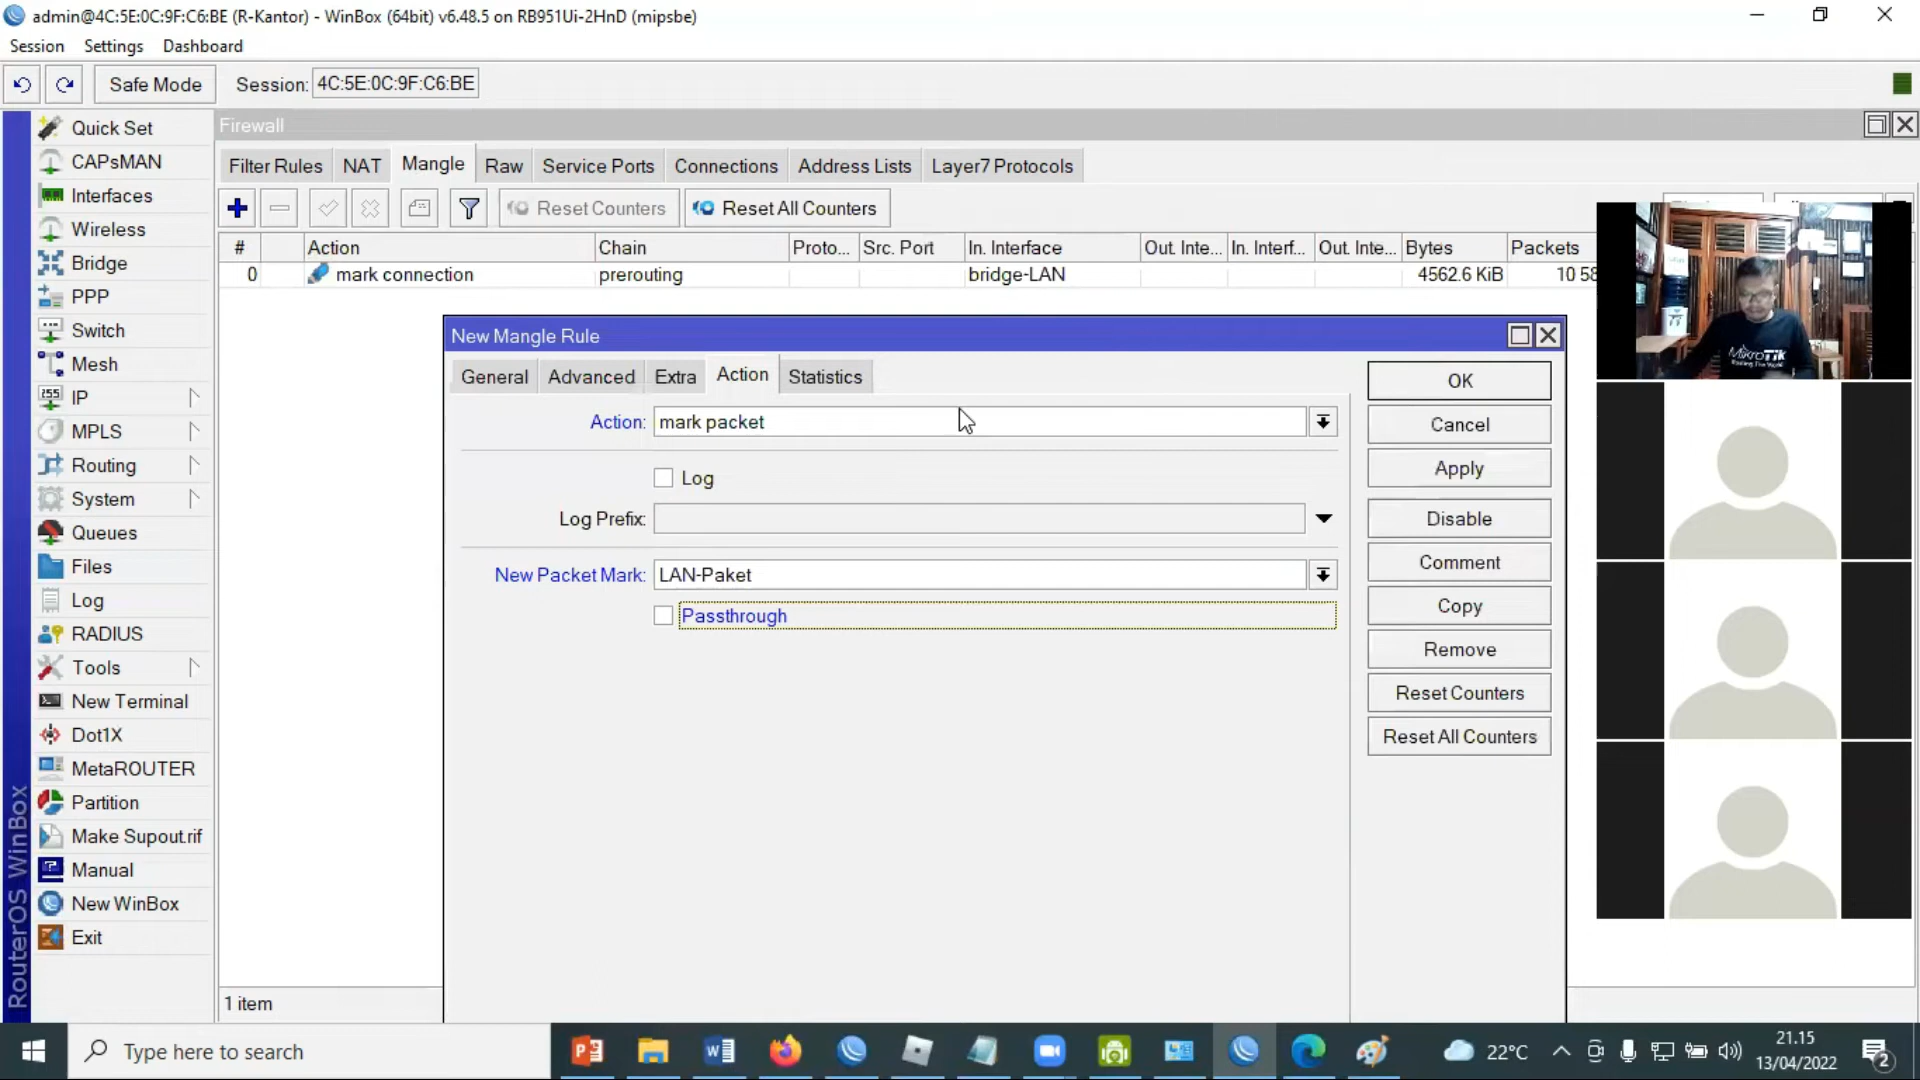 admin@4C:5E:0C:9F:C6:BE (R-Kantor) - WinBox (64bit) v6.48.5 on RB951Ui-2HnD (mipsbe)
Session Settings Dashboard
Safe Mode Session: 4C:5E:0C:9F:C6:BE
Quick Set
CAPsMAN
Interfaces
Wireless
Bridge
PPP
Switch
Mesh
IP
MPLS
Routing
System
Queues
Files
Log
RADIUS
Tools
New Terminal
Dot1X
MetaROUTER
Partition
Make Supout.rif
Manual
New WinBox
Exit
RouterOS WinBox
Firewall
Filter Rules NAT Mangle Raw Service Ports Connections Address Lists Layer7 Protocols
Reset Counters Reset All Counters
# Action Chain Proto... Src. Port In. Interface Out. Inte... In. Interf... Out. Inte... Bytes Packets
0 mark connection prerouting bridge-LAN 4562.6 KiB 10 58
New Mangle Rule
General Advanced Extra Action Statistics
Action: mark packet
Log
Log Prefix:
New Packet Mark: LAN-Paket
Passthrough
OK
Cancel
Apply
Disable
Comment
Copy
Remove
Reset Counters
Reset All Counters
MikroTik
1 item
Type here to search
22°C
21.15
13/04/2022
2